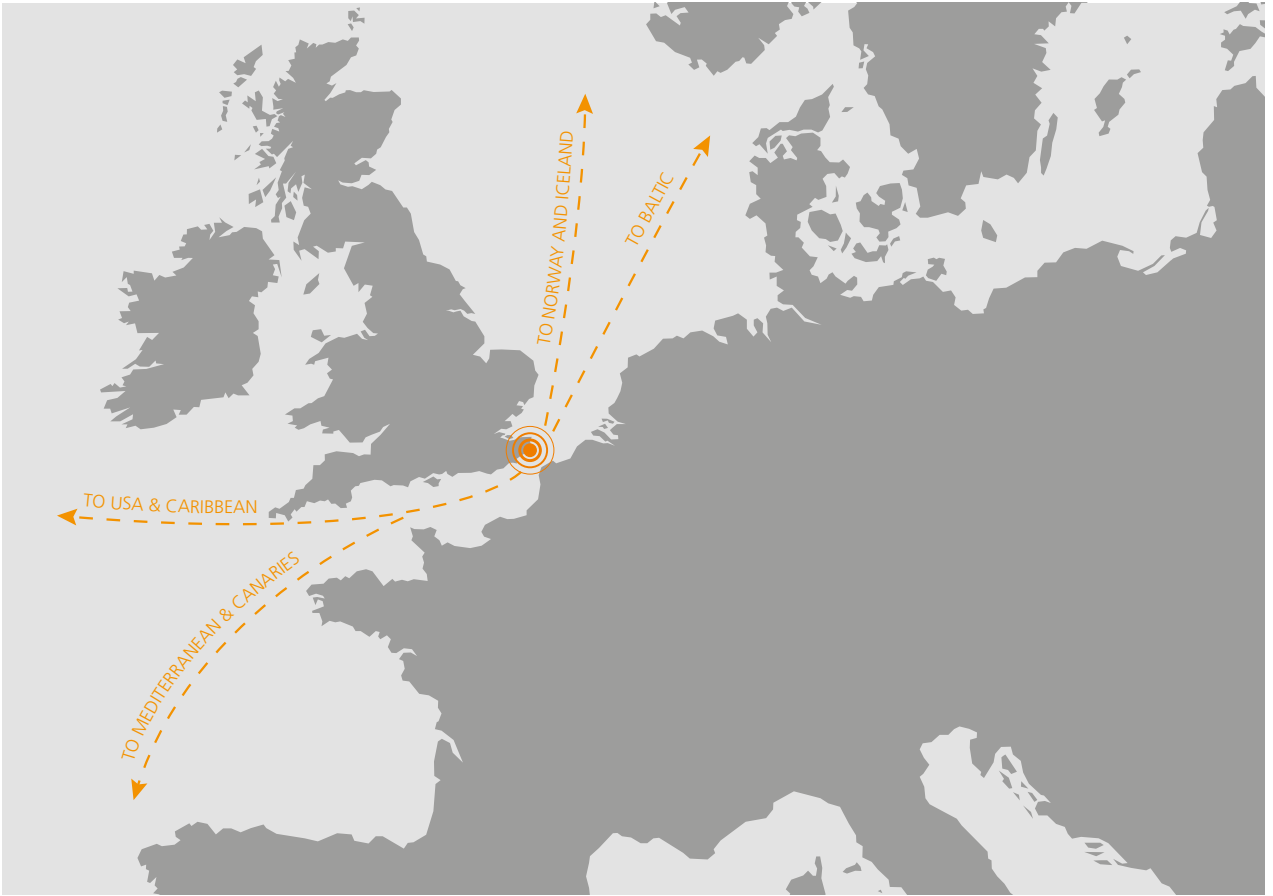 TO NORWAY AND ICELAND
TO BALTIC
TO USA & CARIBBEAN
TO MEDITERRANEAN & CANARIES